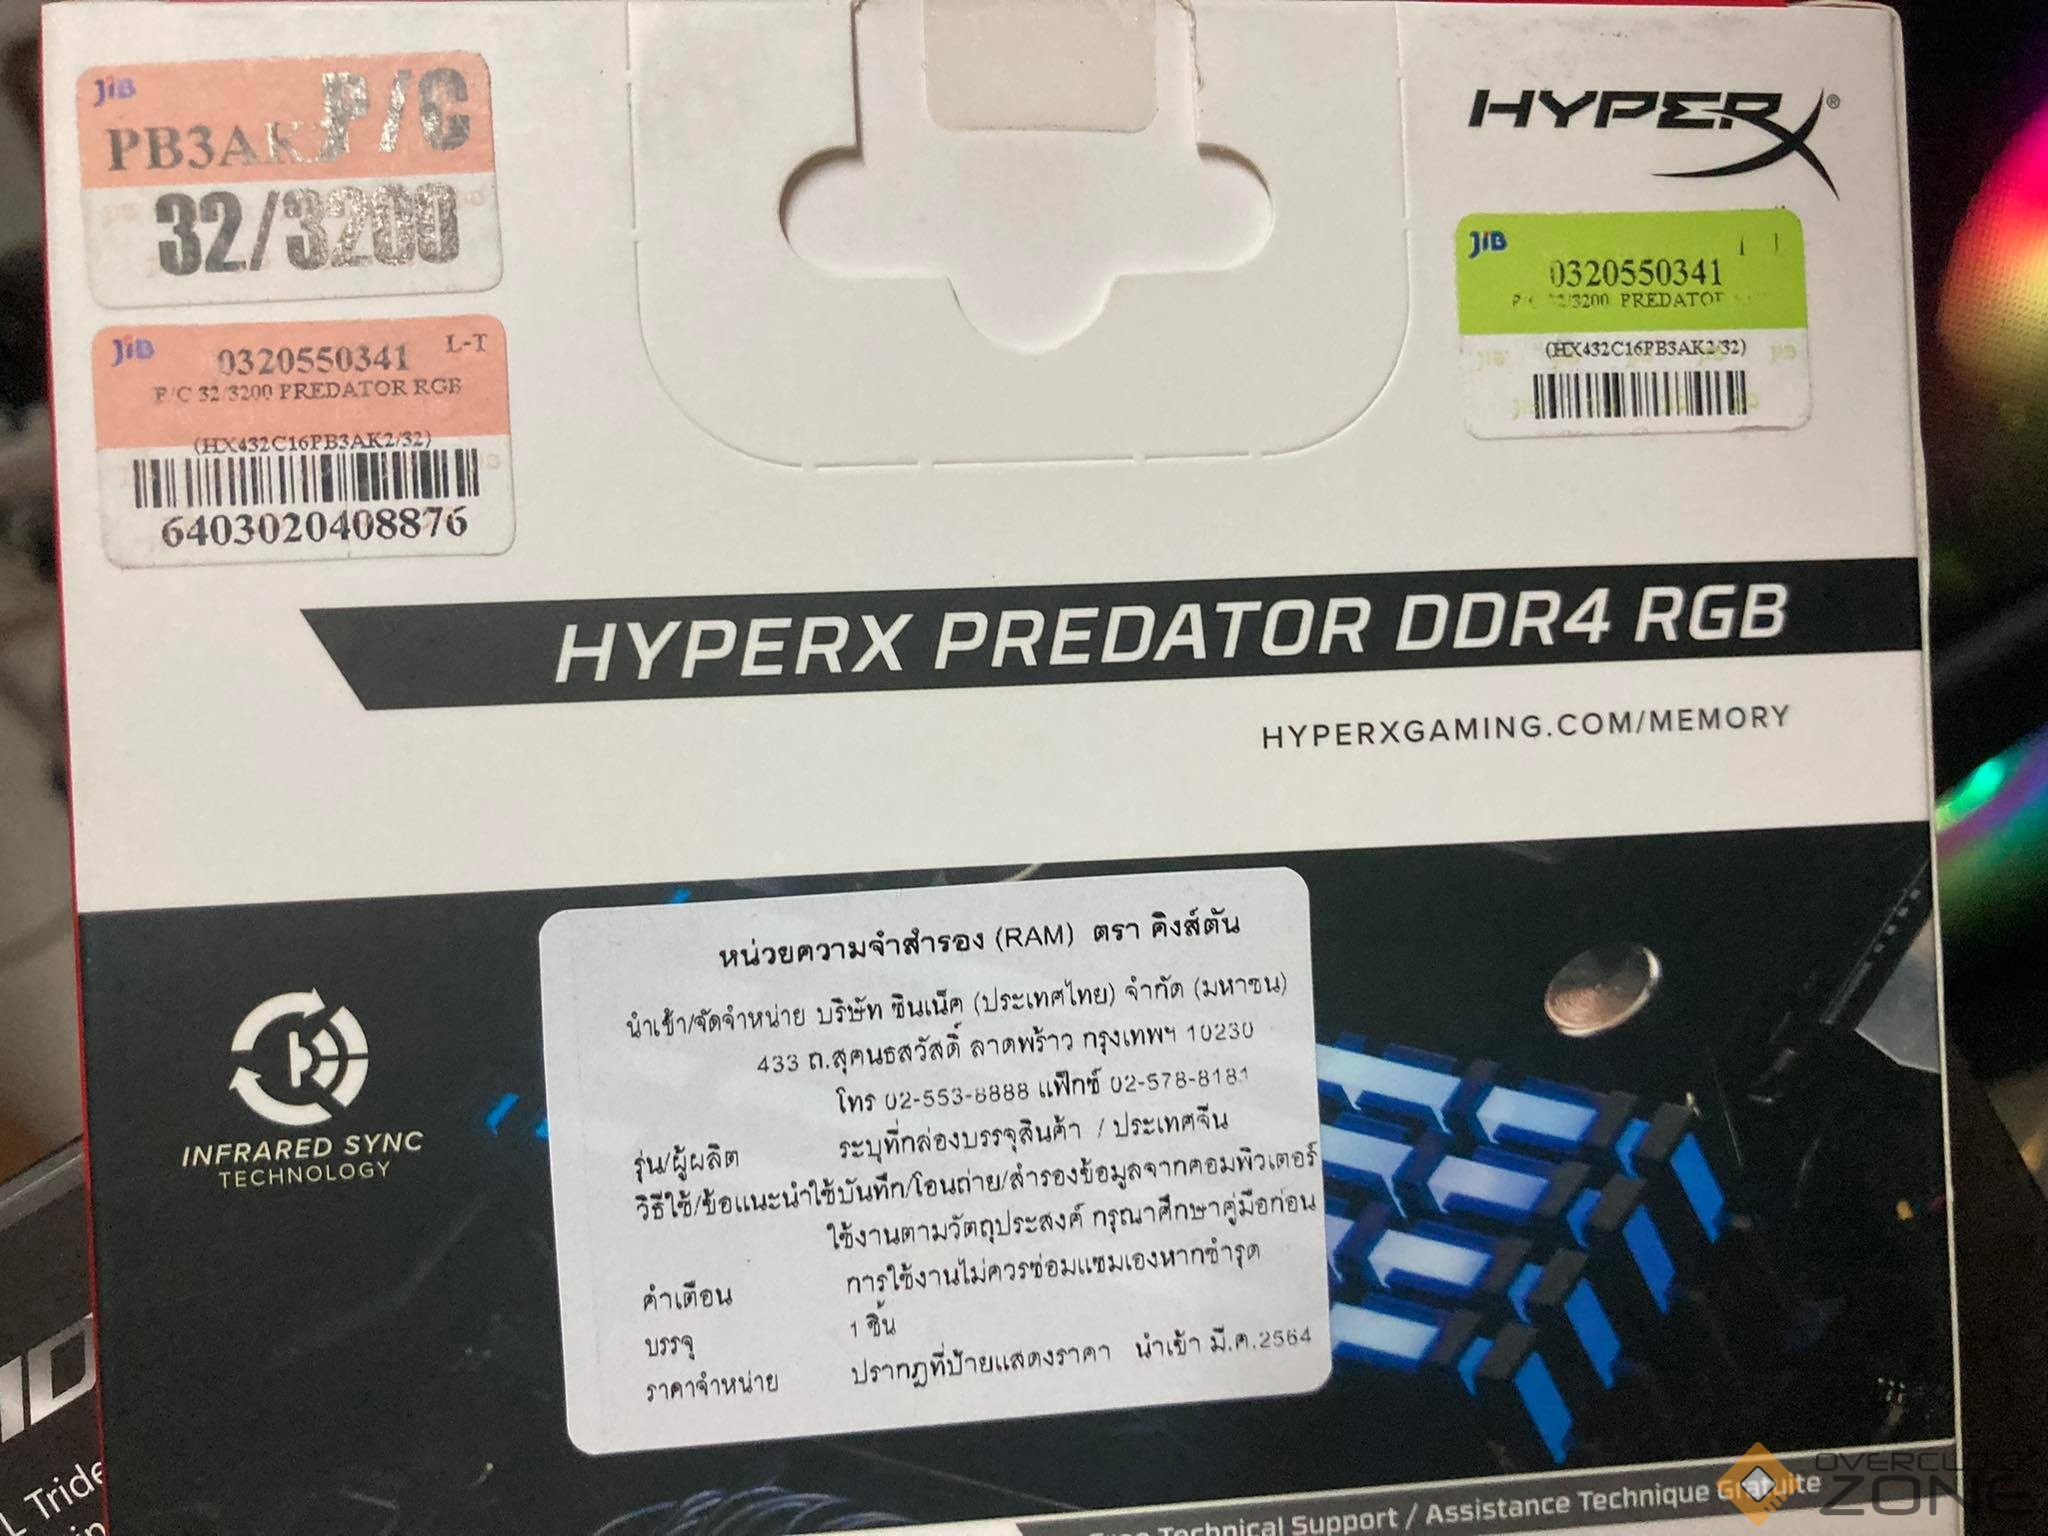 JiB
PB3AK P/C
32/3200
JiB
0320550341 L-T
P/C 32/3200 PREDATOR RGB
(HX432C16PB3AK2/32)
6403020408876
HYPERX®
JiB
0320550341
P/C 32/3200 PREDATOR
(HX432C16PB3AK2/32)
HYPERX PREDATOR DDR4 RGB
HYPERXGAMING.COM/MEMORY
INFRARED SYNC
TECHNOLOGY
หน่วยความจำสำรอง (RAM) ตรา คิงส์ตัน
นำเข้า/จัดจำหน่าย บริษัท ซินเน็ค (ประเทศไทย) จำกัด (มหาชน)
433 ถ.สุคนธสวัสดิ์ ลาดพร้าว กรุงเทพฯ 10230
โทร 02-553-8888 แฟ็กซ์ 02-578-8181
รุ่น/ผู้ผลิต ระบุที่กล่องบรรจุสินค้า / ประเทศจีน
วิธีใช้/ข้อแนะนำใช้บันทึก/โอนถ่าย/สำรองข้อมูลจากคอมพิวเตอร์
ใช้งานตามวัตถุประสงค์ กรุณาศึกษาคู่มือก่อน
คำเตือน การใช้งานไม่ควรซ่อมแซมเองหากชำรุด
บรรจุ 1 ชิ้น
ราคาจำหน่าย ปรากฏที่ป้ายแสดงราคา นำเข้า มี.ค.2564
Free Technical Support / Assistance Technique Gratuite
OVERCLOCK
ZONE
L Tride